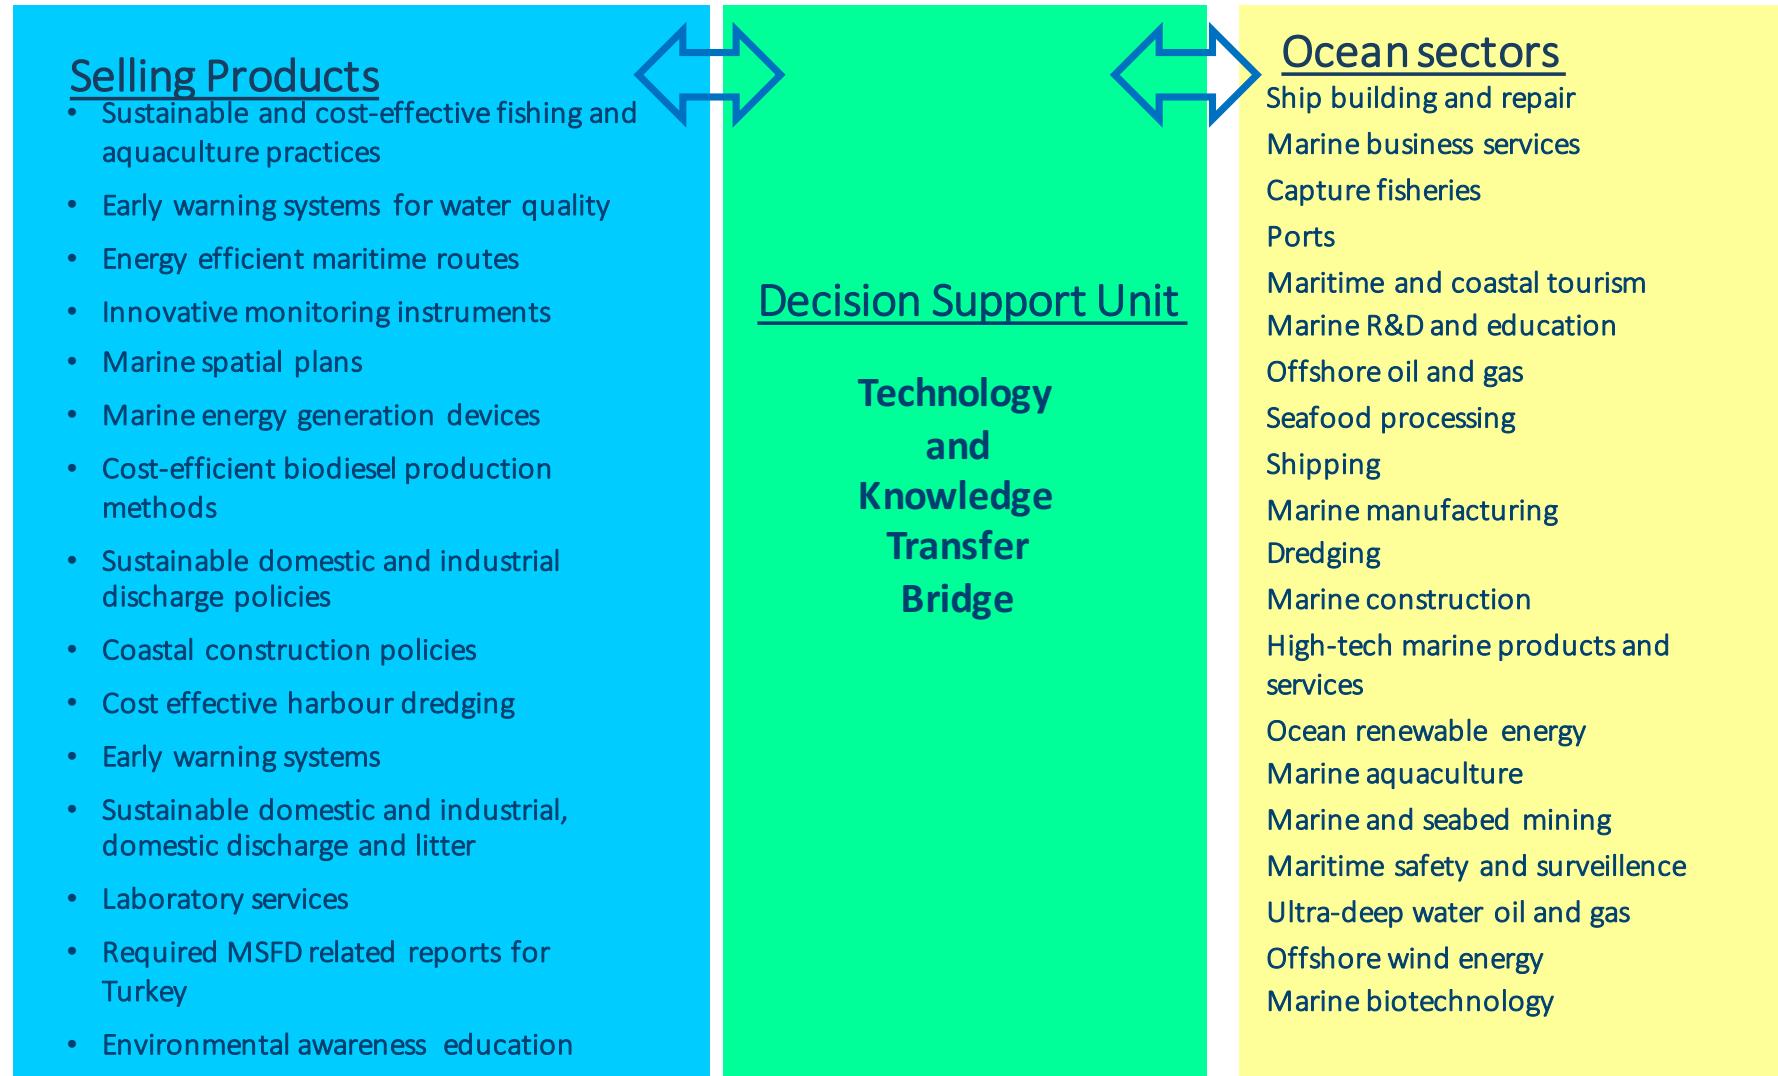 Selling Products
• Sustainable and cost-effective fishing and
aquaculture practices
• Early warning systems for water quality
• Energy efficient maritime routes
• Innovative monitoring instruments
• Marine spatial plans
• Marine energy generation devices
• Cost-efficient biodiesel production
methods
• Sustainable domestic and industrial
discharge policies
• Coastal construction policies
• Cost effective harbour dredging
• Early warning systems
• Sustainable domestic and industrial,
domestic discharge and litter
• Laboratory services
• Required MSFD related reports for
Turkey
• Environmental awareness education
Decision Support Unit
Technology
and
Knowledge
Transfer
Bridge
Ocean sectors
Ship building and repair
Marine business services
Capture fisheries
Ports
Maritime and coastal tourism
Marine R&D and education
Offshore oil and gas
Seafood processing
Shipping
Marine manufacturing
Dredging
Marine construction
High-tech marine products and
services
Ocean renewable energy
Marine aquaculture
Marine and seabed mining
Maritime safety and surveillence
Ultra-deep water oil and gas
Offshore wind energy
Marine biotechnology